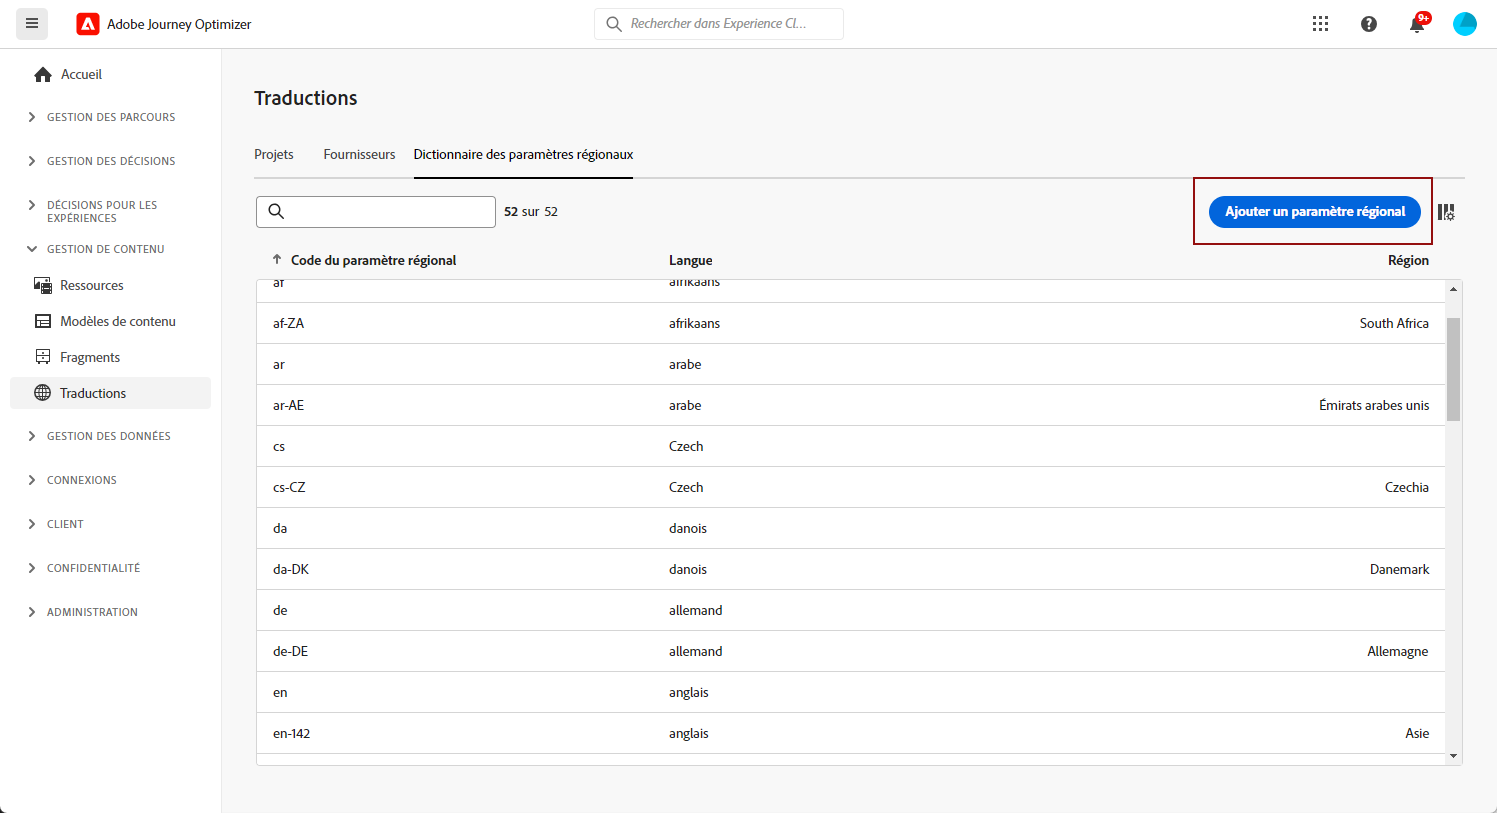 Adobe Journey Optimizer
Rechercher dans Experience Cl...
9+
Accueil
GESTION DES PARCOURS
GESTION DES DÉCISIONS
DÉCISIONS POUR LES
EXPÉRIENCES
GESTION DE CONTENU
Ressources
Modèles de contenu
Fragments
Traductions
GESTION DES DONNÉES
CONNEXIONS
CLIENT
CONFIDENTIALITÉ
ADMINISTRATION
Traductions
Projets Fournisseurs Dictionnaire des paramètres régionaux
52 sur 52
Ajouter un paramètre régional
Code du paramètre régional Langue Région
af afrikaans
af-ZA afrikaans South Africa
ar arabe
ar-AE arabe Émirats arabes unis
cs Czech
cs-CZ Czech Czechia
da danois
da-DK danois Danemark
de allemand
de-DE allemand Allemagne
en anglais
en-142 anglais Asie